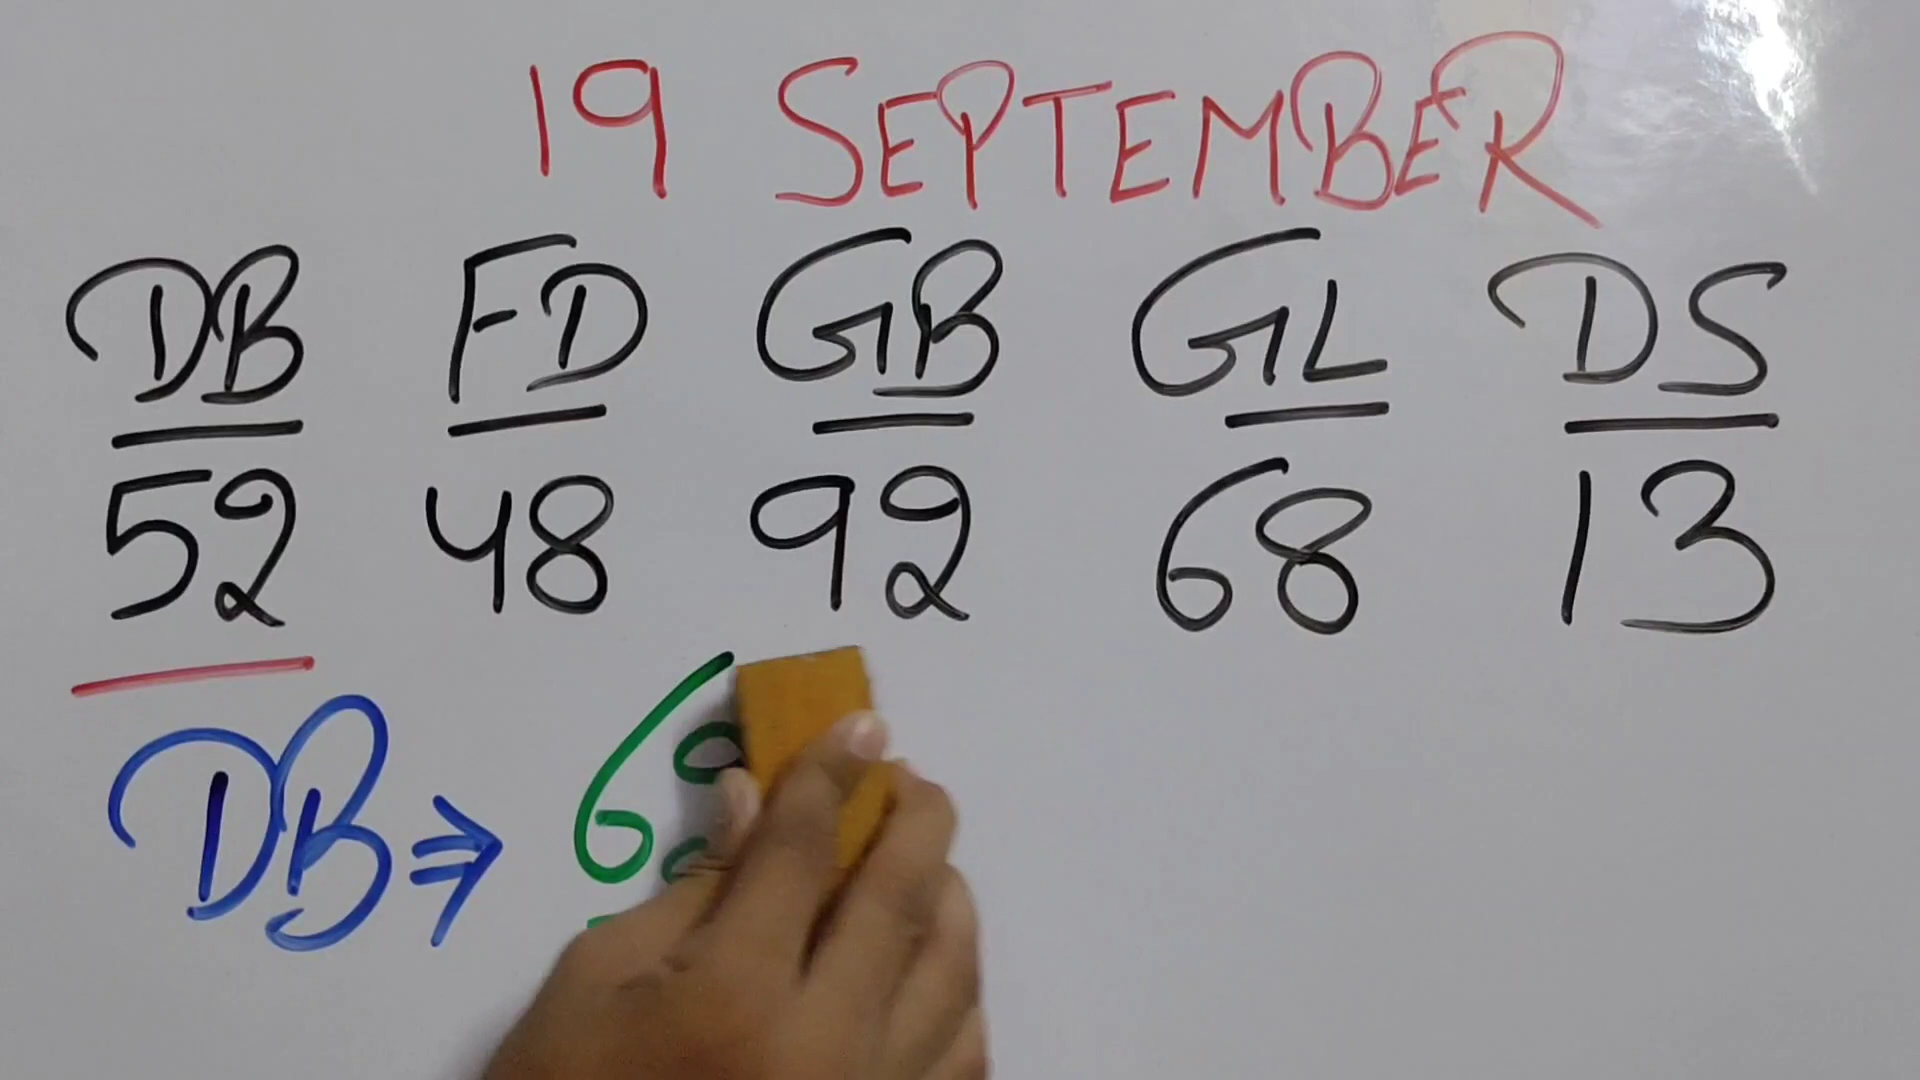 19 SEPTEMBER
DB FD GB GL DS
52 48 92 68 13
DB ⇒ 6